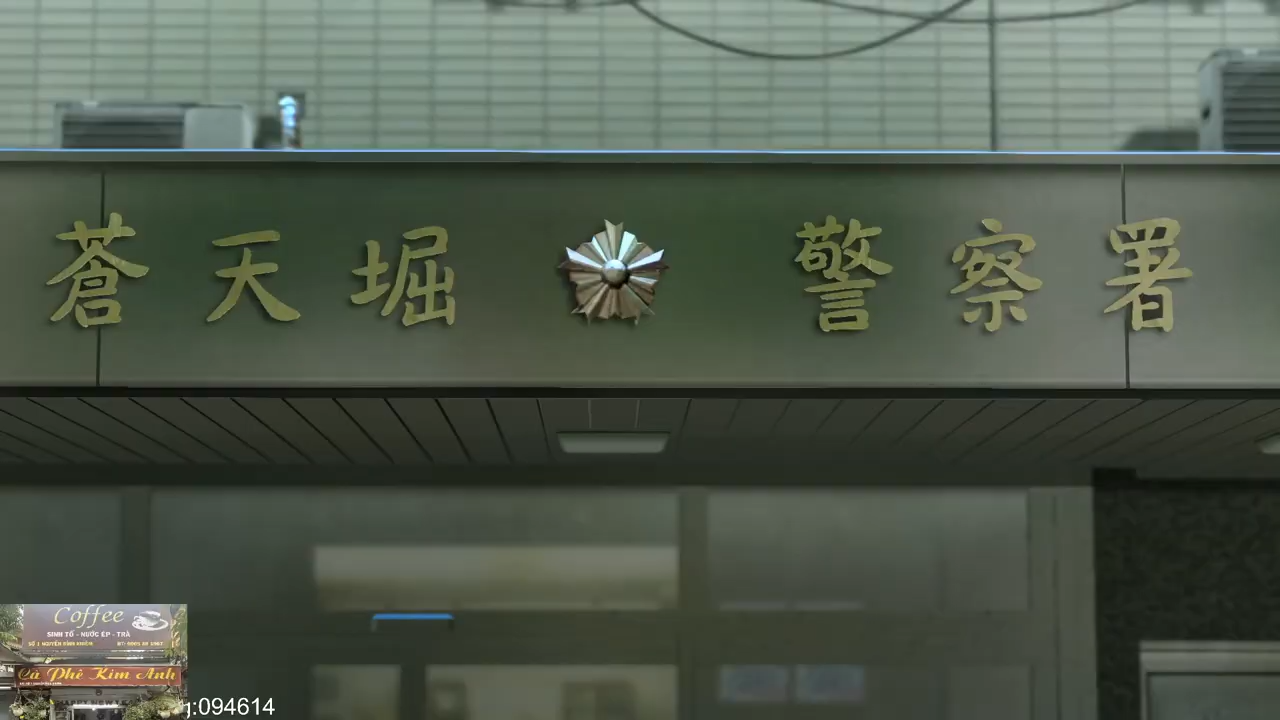 蒼天堀 警察署
Coffee
SINH TỐ - NƯỚC ÉP - TRÀ
Cà Phê Kim Anh
:094614